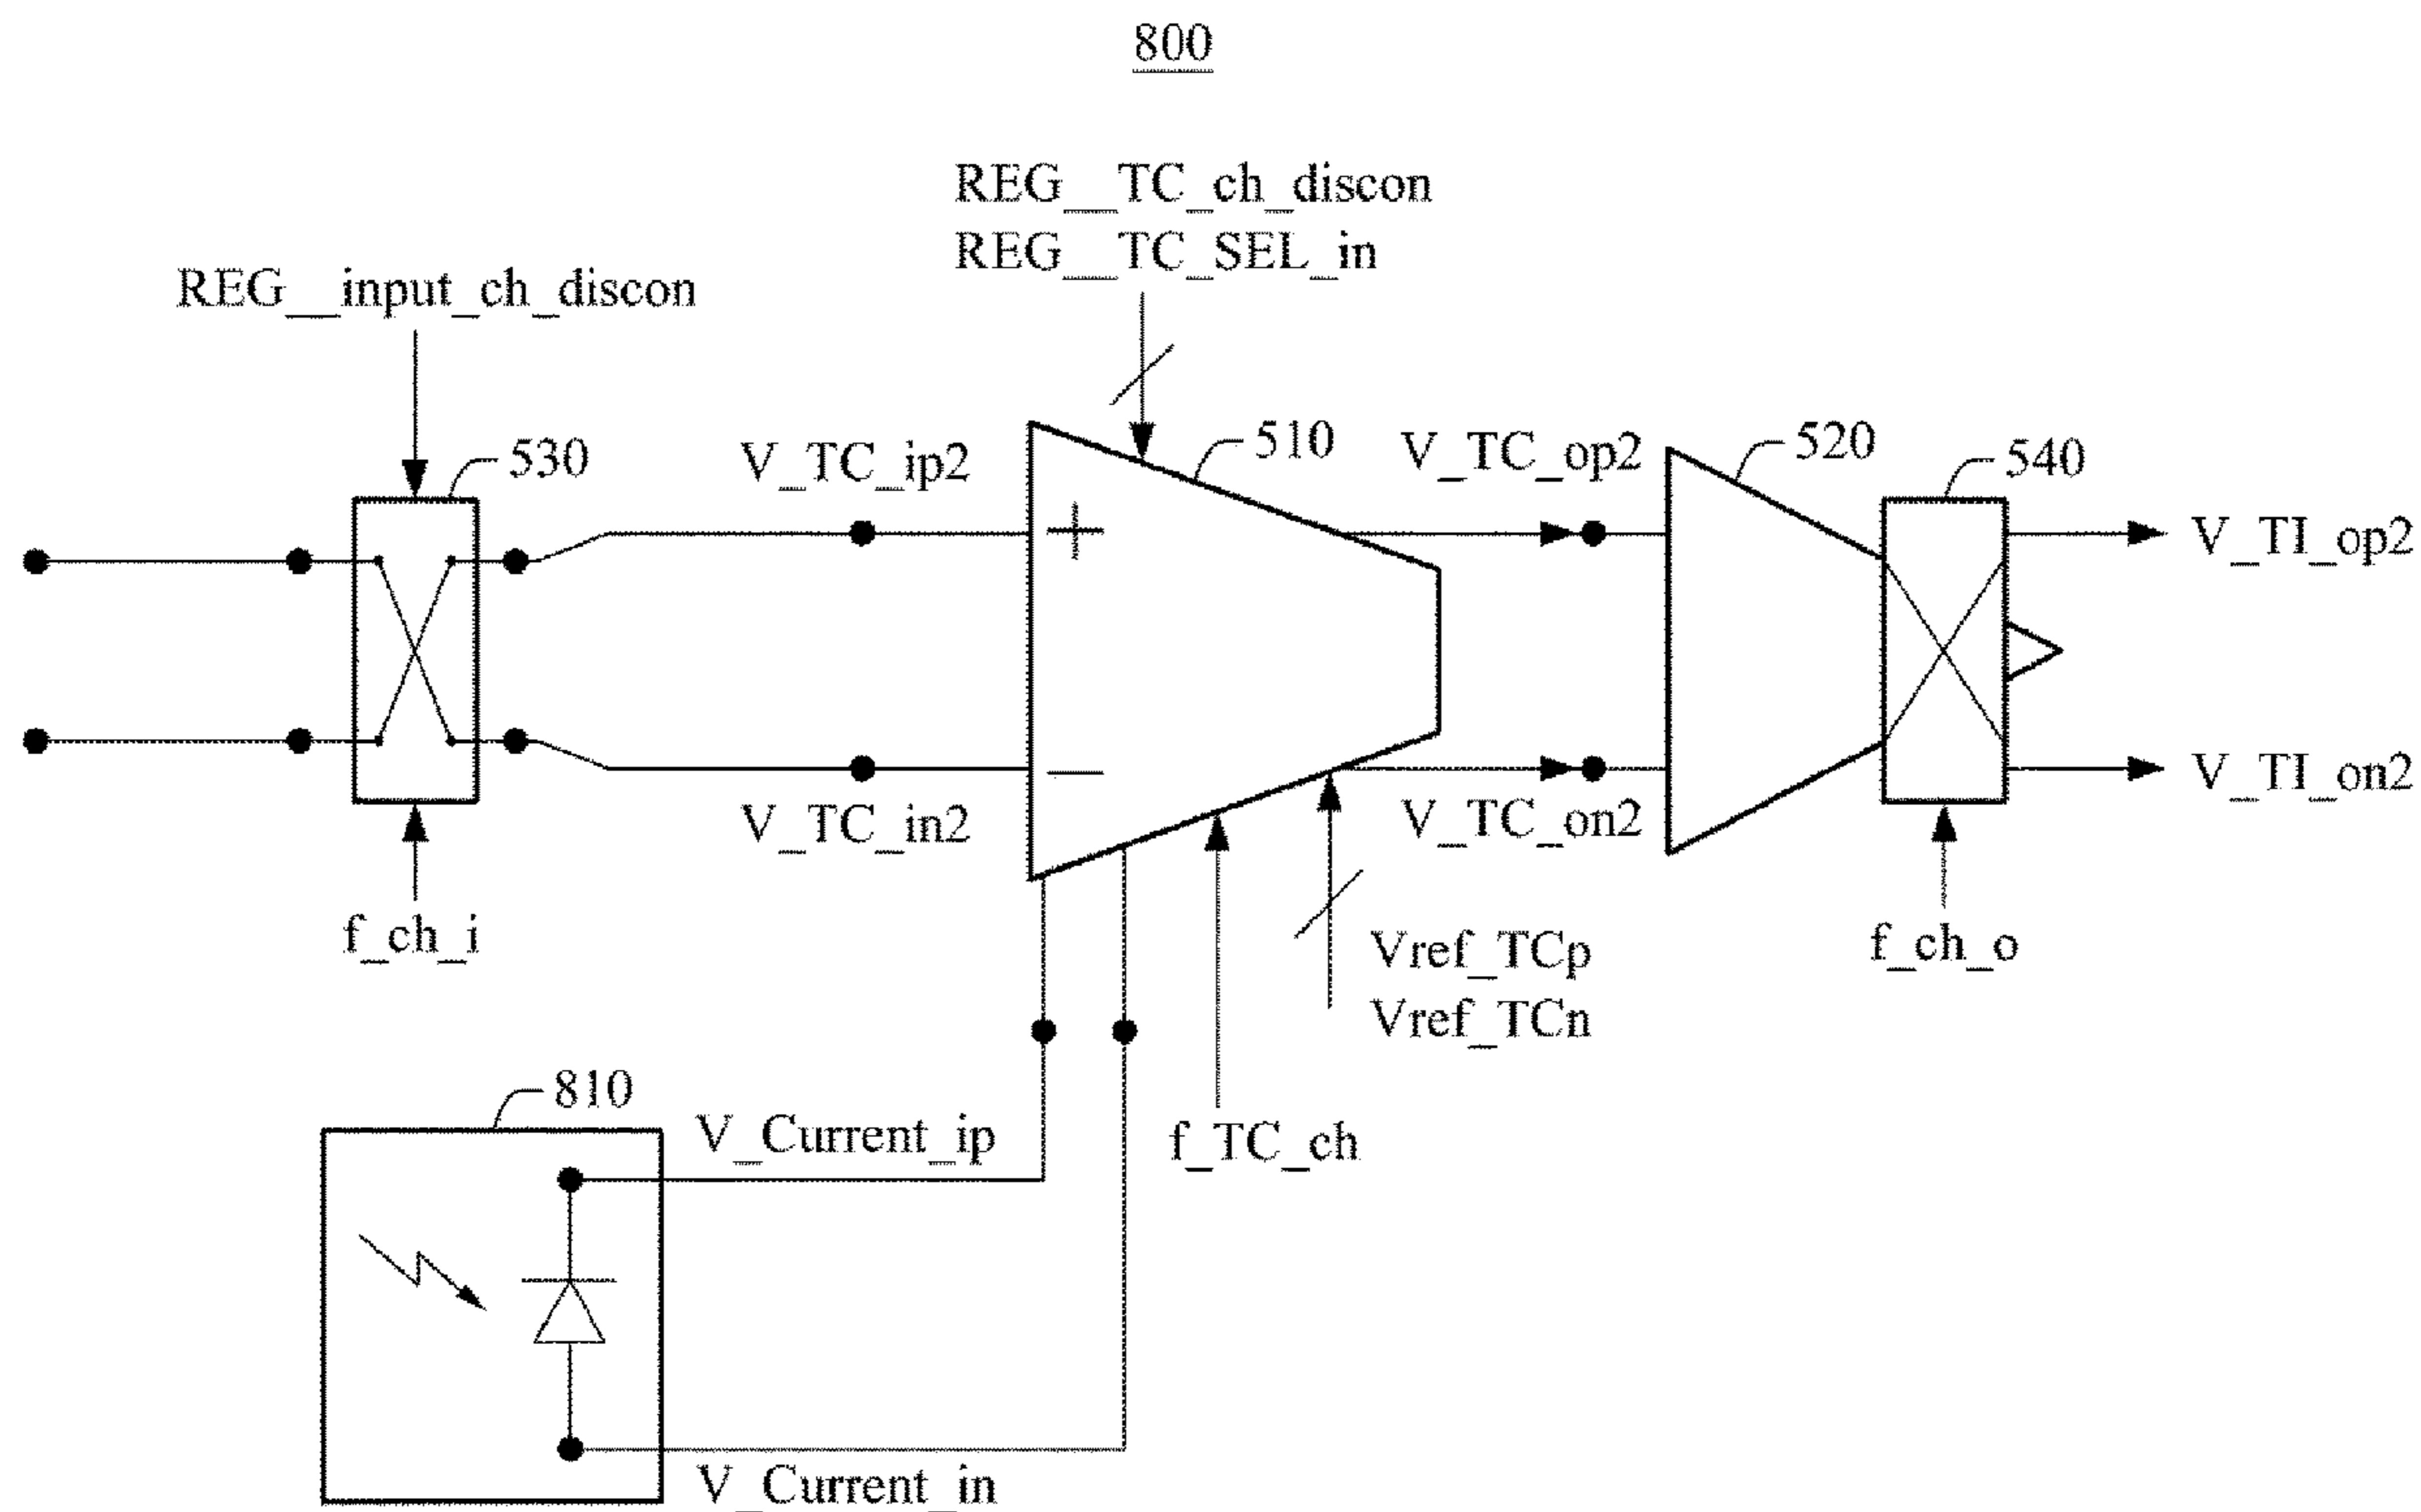 800
REG__TC_ch_discon
REG__TC_SEL_in
REG__input_ch_discon
530
V_TC_ip2
510
V_TC_op2
520
540
V_TI_op2
+
−
V_TC_in2
V_TC_on2
V_TI_on2
f_ch_i
Vref_TCp
Vref_TCn
f_ch_o
810
V_Current_ip
f_TC_ch
V_Current_in